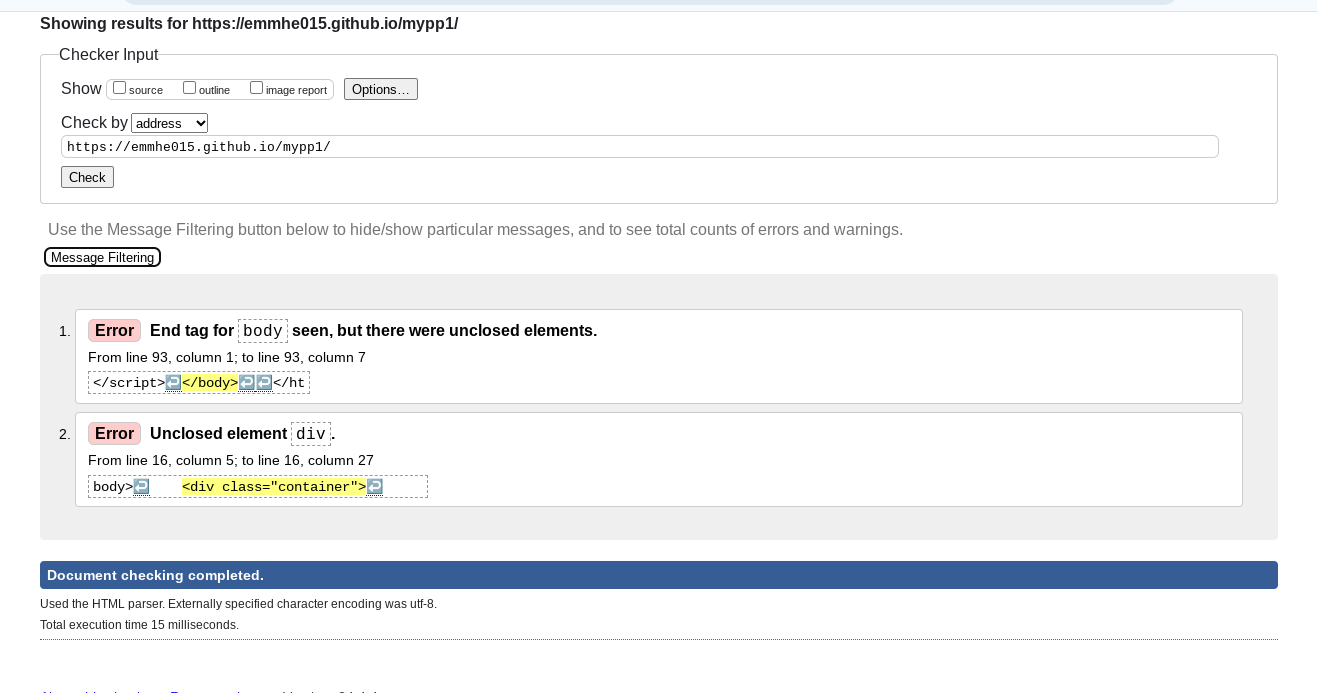 Showing results for https://emmhe015.github.io/mypp1/
Checker Input
Show source outline image report Options...
Check by address
https://emmhe015.github.io/mypp1/
Check
Use the Message Filtering button below to hide/show particular messages, and to see total counts of errors and warnings.
Message Filtering
1. Error End tag for body seen, but there were unclosed elements.
From line 93, column 1; to line 93, column 7
</script>↩</body>↩↩</ht
2. Error Unclosed element div.
From line 16, column 5; to line 16, column 27
body>↩ <div class="container">↩
Document checking completed.
Used the HTML parser. Externally specified character encoding was utf-8.
Total execution time 15 milliseconds.